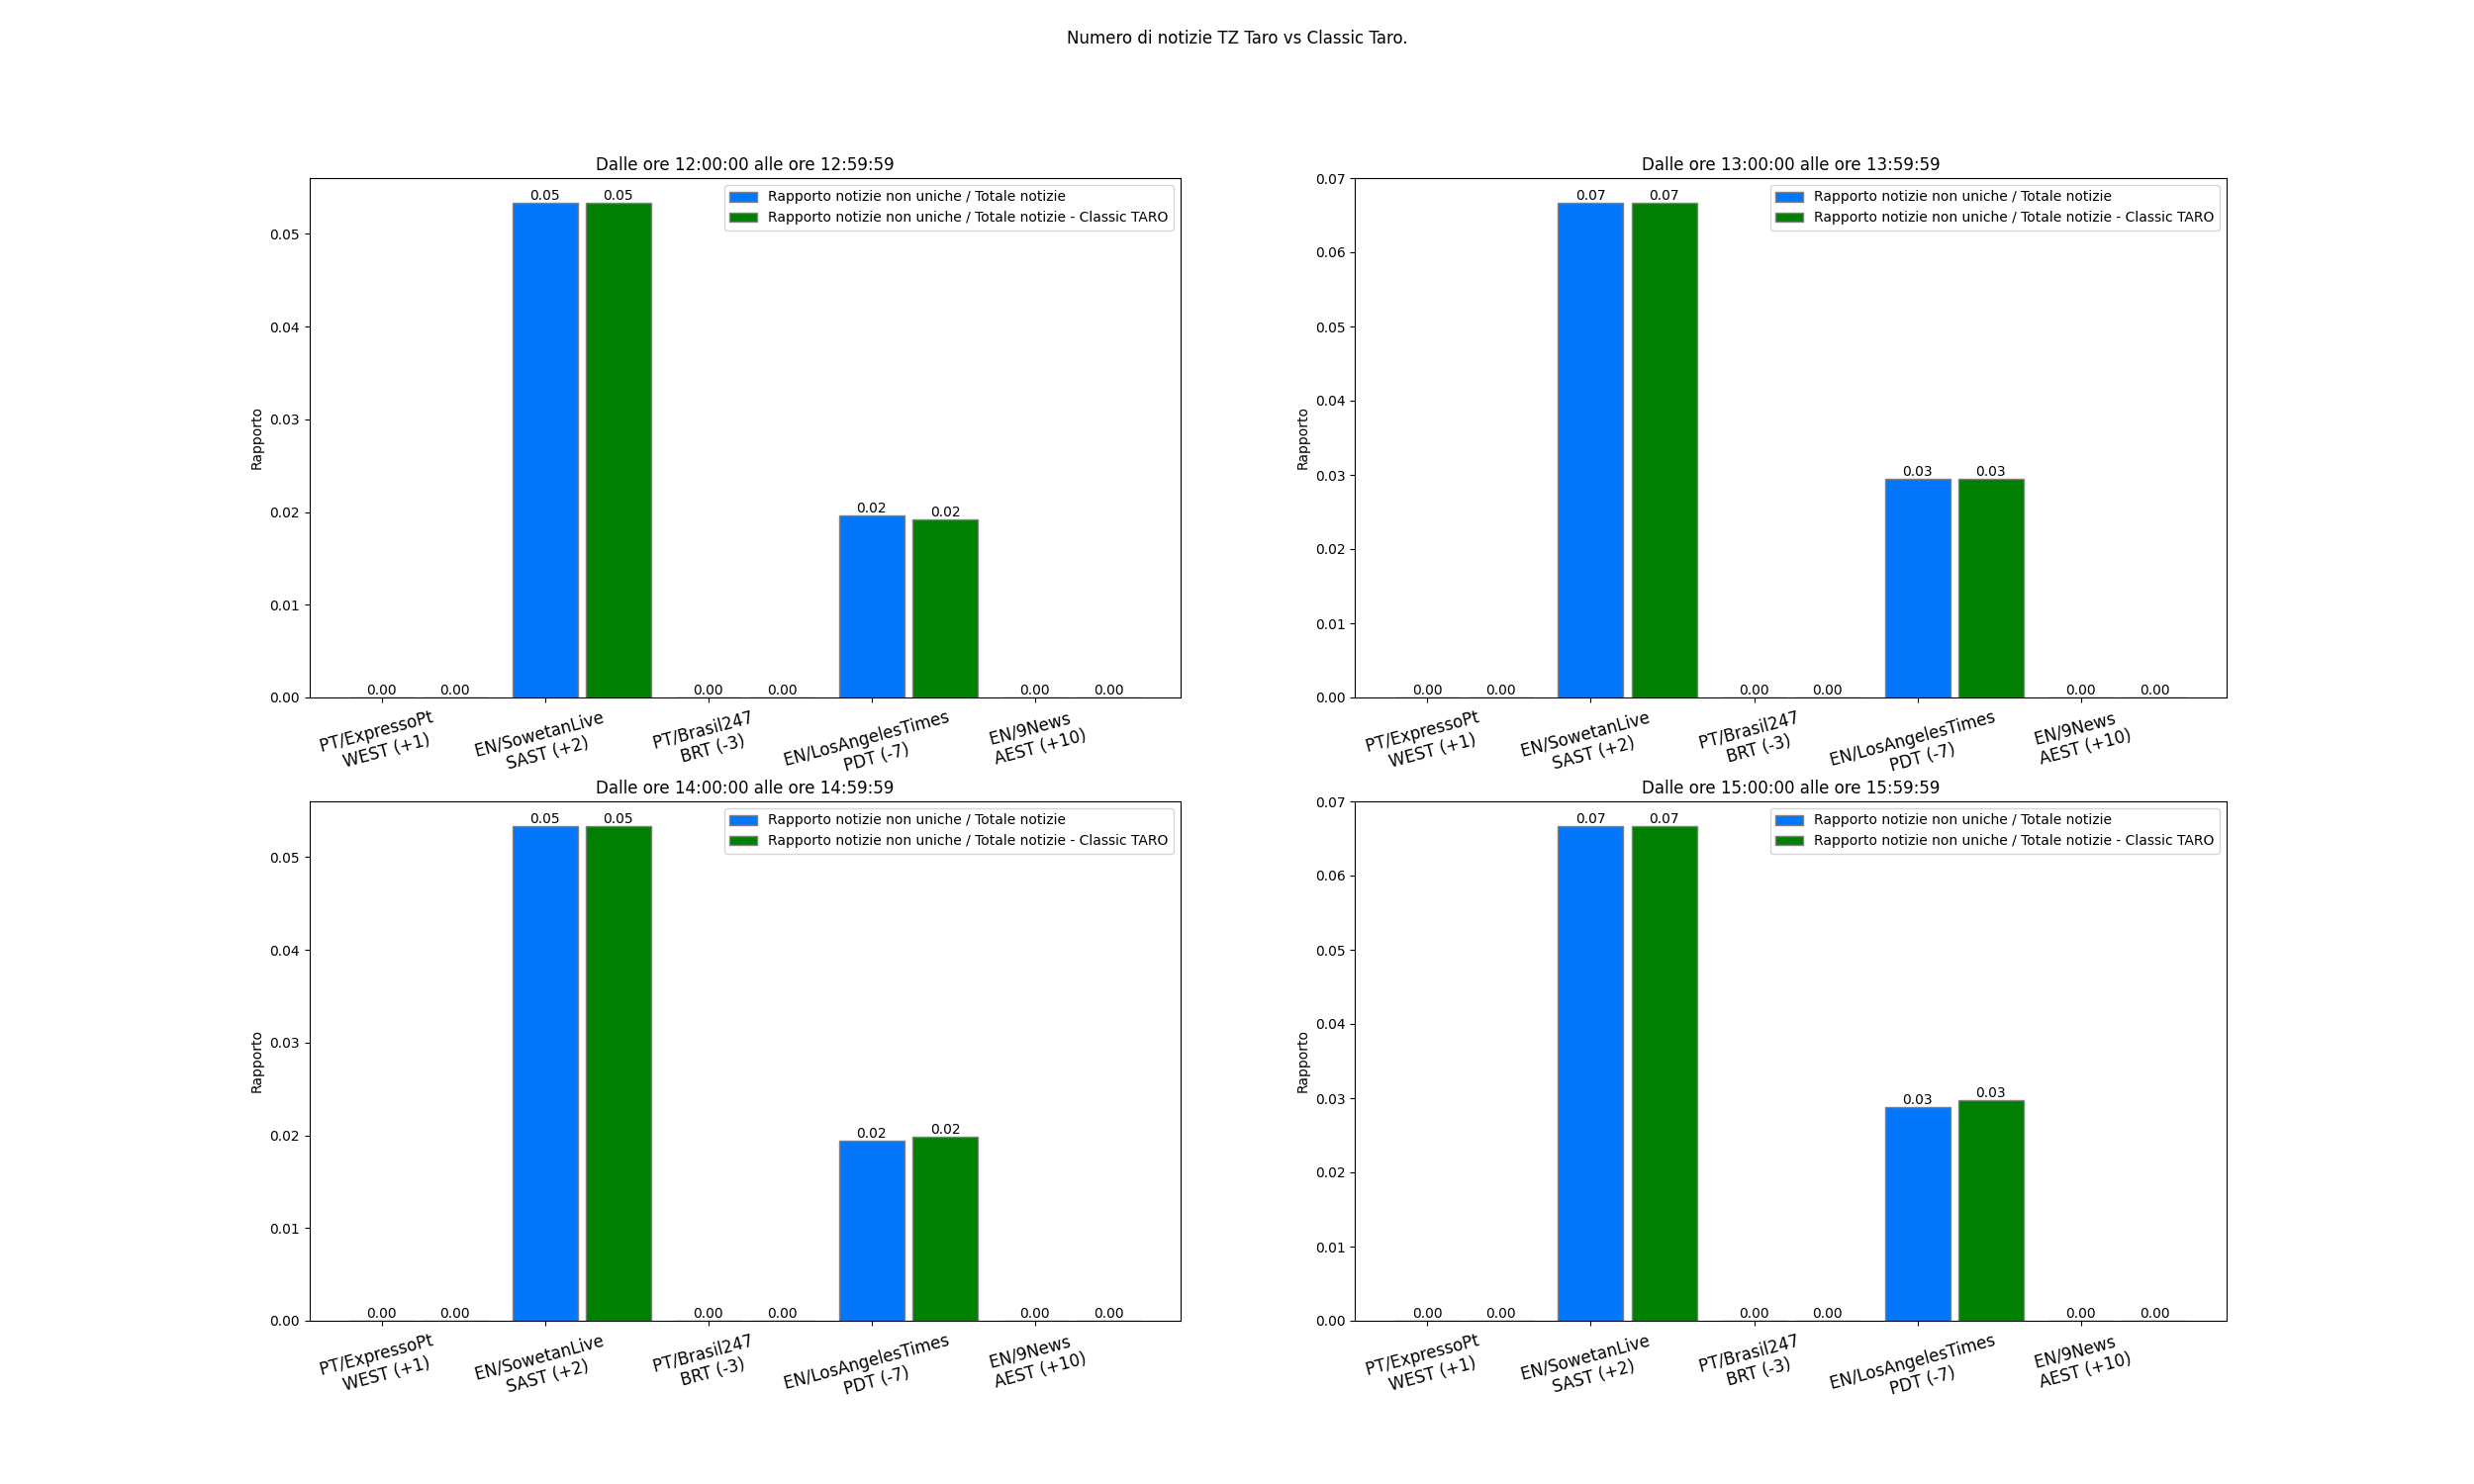 Numero di notizie TZ Taro vs Classic Taro.
Dalle ore 12:00:00 alle ore 12:59:59
Rapporto notizie non uniche / Totale notizie
Rapporto notizie non uniche / Totale notizie - Classic TARO
Rapporto
0.05
0.04
0.03
0.02
0.01
0.00
0.00 0.00 0.05 0.05 0.00 0.00 0.02 0.02 0.00 0.00
PT/ExpressoPt
WEST (+1)
EN/SowetanLive
SAST (+2)
PT/Brasil247
BRT (-3)
EN/LosAngelesTimes
PDT (-7)
EN/9News
AEST (+10)
Dalle ore 13:00:00 alle ore 13:59:59
Rapporto notizie non uniche / Totale notizie
Rapporto notizie non uniche / Totale notizie - Classic TARO
Rapporto
0.07
0.06
0.05
0.04
0.03
0.02
0.01
0.00
0.00 0.00 0.07 0.07 0.00 0.00 0.03 0.03 0.00 0.00
PT/ExpressoPt
WEST (+1)
EN/SowetanLive
SAST (+2)
PT/Brasil247
BRT (-3)
EN/LosAngelesTimes
PDT (-7)
EN/9News
AEST (+10)
Dalle ore 14:00:00 alle ore 14:59:59
Rapporto notizie non uniche / Totale notizie
Rapporto notizie non uniche / Totale notizie - Classic TARO
Rapporto
0.05
0.04
0.03
0.02
0.01
0.00
0.00 0.00 0.05 0.05 0.00 0.00 0.02 0.02 0.00 0.00
PT/ExpressoPt
WEST (+1)
EN/SowetanLive
SAST (+2)
PT/Brasil247
BRT (-3)
EN/LosAngelesTimes
PDT (-7)
EN/9News
AEST (+10)
Dalle ore 15:00:00 alle ore 15:59:59
Rapporto notizie non uniche / Totale notizie
Rapporto notizie non uniche / Totale notizie - Classic TARO
Rapporto
0.07
0.06
0.05
0.04
0.03
0.02
0.01
0.00
0.00 0.00 0.07 0.07 0.00 0.00 0.03 0.03 0.00 0.00
PT/ExpressoPt
WEST (+1)
EN/SowetanLive
SAST (+2)
PT/Brasil247
BRT (-3)
EN/LosAngelesTimes
PDT (-7)
EN/9News
AEST (+10)